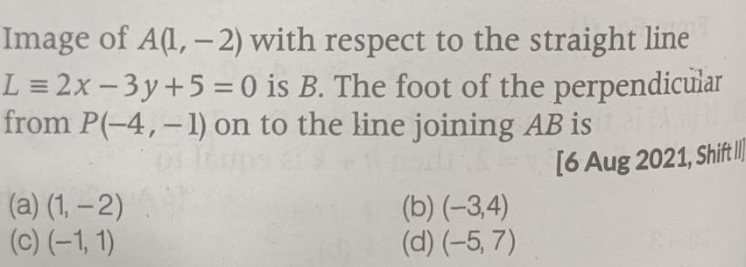 Image of A(1, – 2) with respect to the straight line
L ≡ 2x – 3y + 5 = 0 is B. The foot of the perpendicular
from P(–4, – 1) on to the line joining AB is
[6 Aug 2021, Shift II]
(a) (1, – 2) (b) (–3,4)
(c) (–1, 1) (d) (–5, 7)